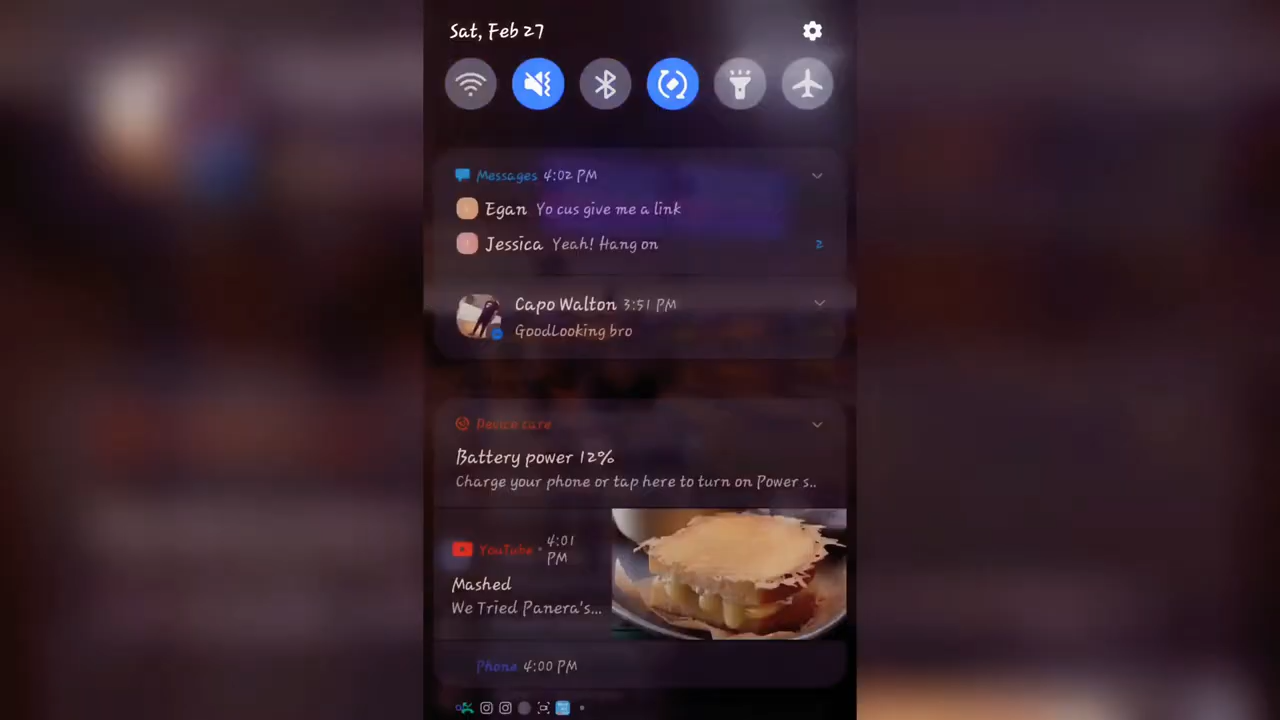 Sat, Feb 27
Messages 4:02 PM
Egan Yo cus give me a link
Jessica Yeah! Hang on 2
Capo Walton 3:51 PM
GoodLooking bro
Device care
Battery power 12%
Charge your phone or tap here to turn on Power s..
YouTube • 4:01 PM
Mashed
We Tried Panera's...
Phone 4:00 PM